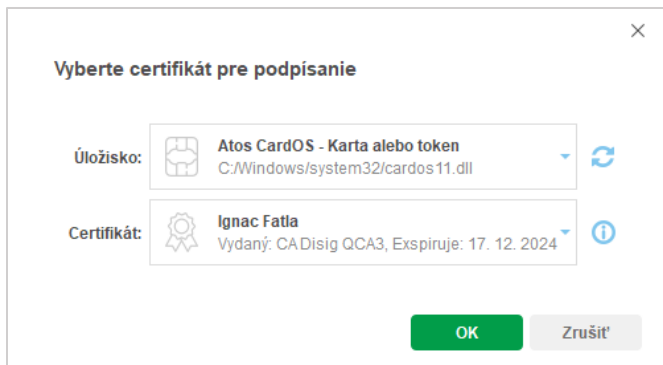 Vyberte certifikát pre podpísanie
Úložisko:
Atos CardOS - Karta alebo token
C:/Windows/system32/cardos11.dll
Certifikát:
Ignac Fatla
Vydaný: CA Disig QCA3, Exspiruje: 17. 12. 2024
OK
Zrušiť